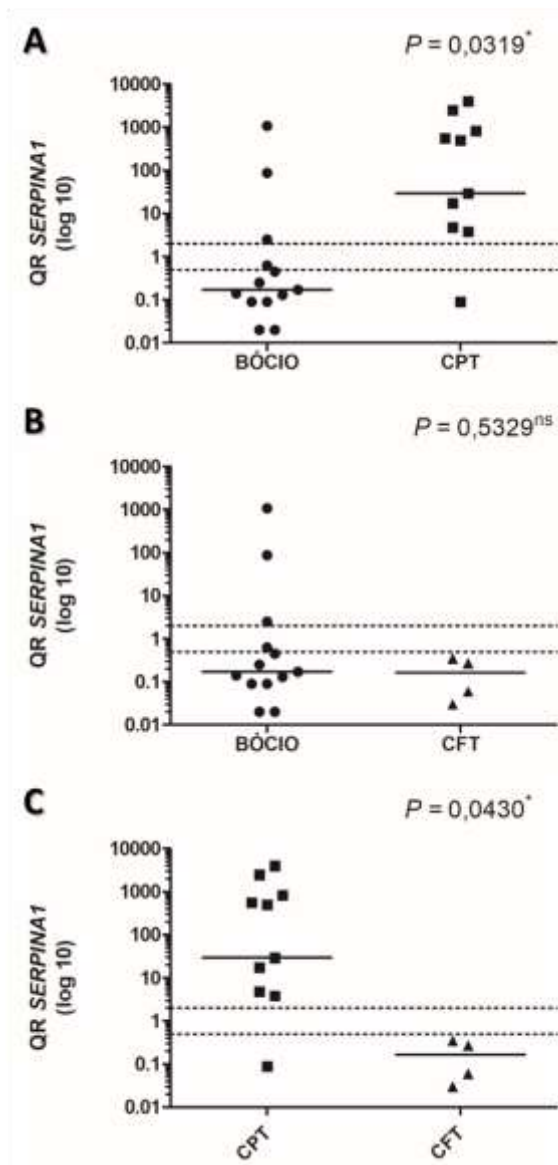 A
P = 0,0319*
QR SERPINA1
(log 10)
10000
1000
100
10
1
0.1
0.01
BÓCIO CPT
B
P = 0,5329ns
QR SERPINA1
(log 10)
10000
1000
100
10
1
0.1
0.01
BÓCIO CFT
C
P = 0,0430*
QR SERPINA1
(log 10)
10000
1000
100
10
1
0.1
0.01
CPT CFT